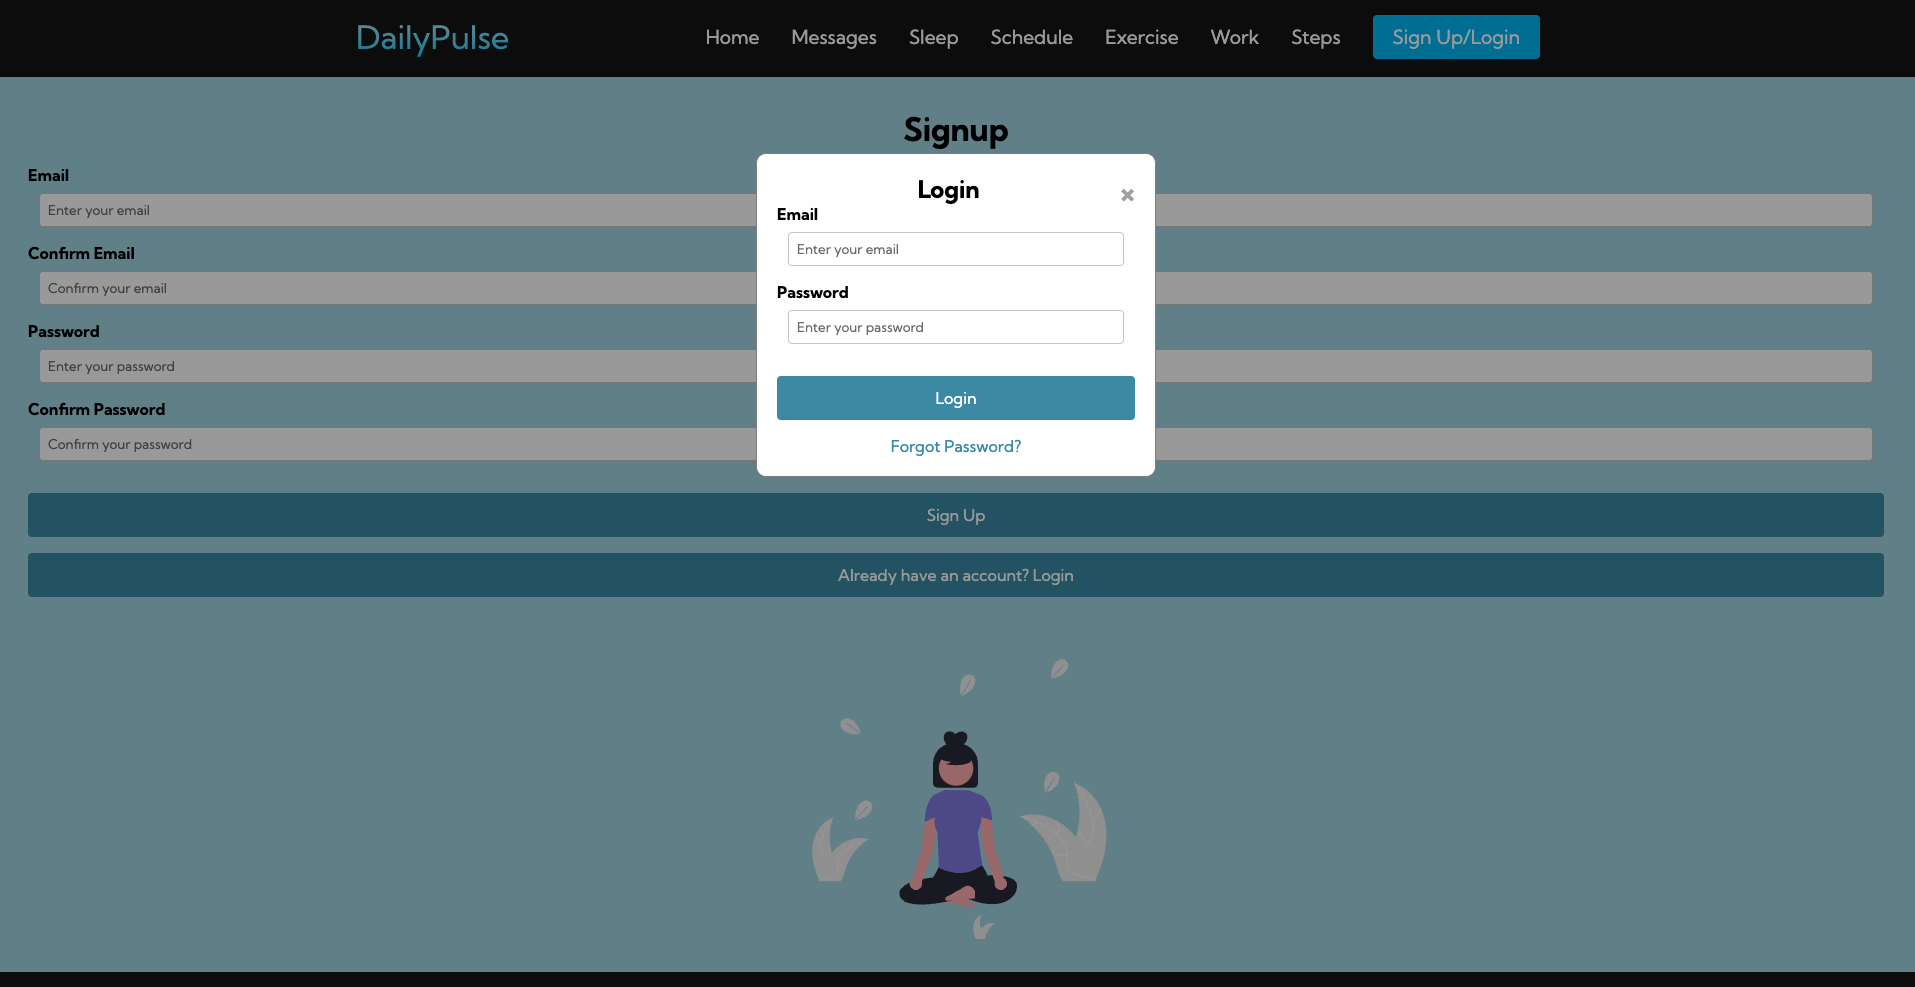 DailyPulse
Home Messages Sleep Schedule Exercise Work Steps Sign Up/Login
Signup
Email
Enter your email
Confirm Email
Confirm your email
Password
Enter your password
Confirm Password
Confirm your password
Sign Up
Already have an account? Login
Login
×
Email
Enter your email
Password
Enter your password
Login
Forgot Password?